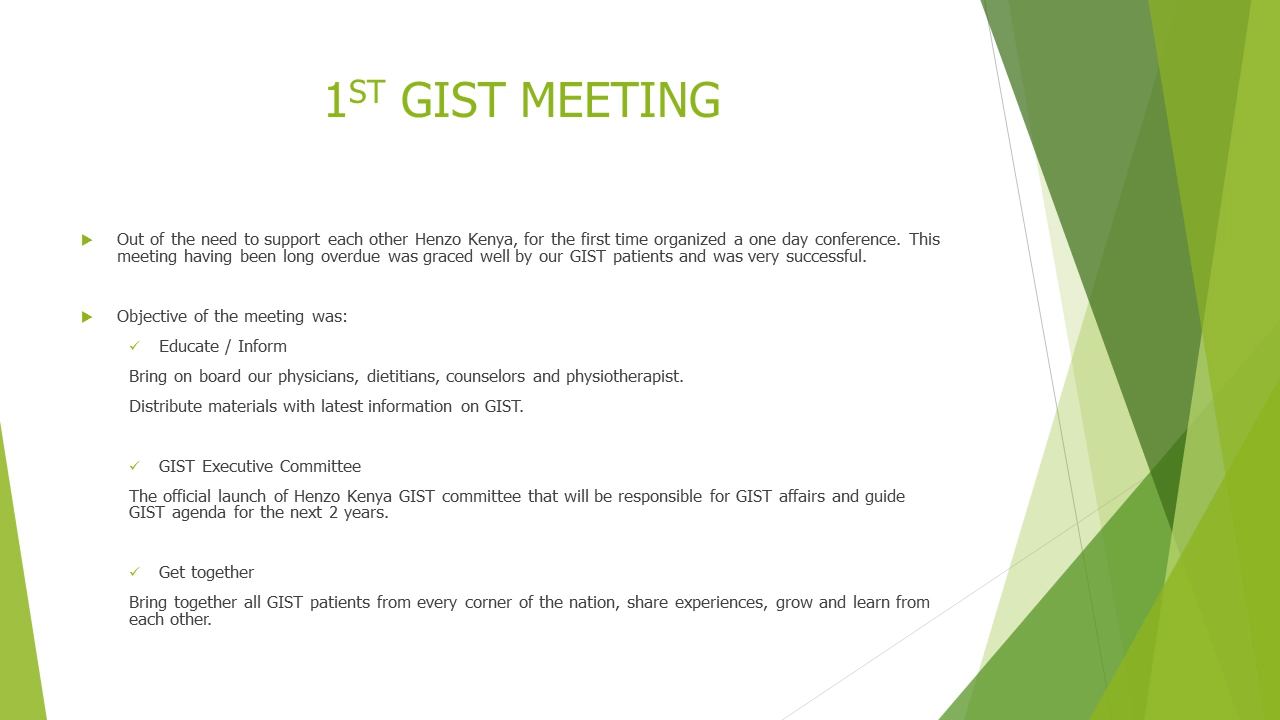 1ST GIST MEETING
Out of the need to support each other Henzo Kenya, for the first time organized a one day conference. This
meeting having been long overdue was graced well by our GIST patients and was very successful.
Objective of the meeting was:
Educate / Inform
Bring on board our physicians, dietitians, counselors and physiotherapist.
Distribute materials with latest information on GIST.
GIST Executive Committee
The official launch of Henzo Kenya GIST committee that will be responsible for GIST affairs and guide
GIST agenda for the next 2 years.
Get together
Bring together all GIST patients from every corner of the nation, share experiences, grow and learn from
each other.